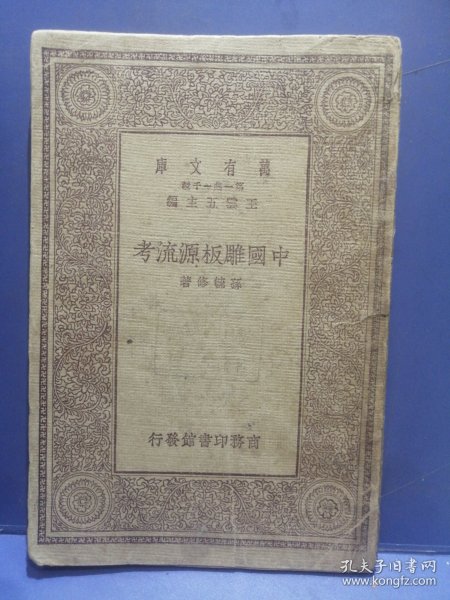 萬有文庫
第一集一千種
王雲五主編
中國雕板源流考
孫毓修著
商務印書館發行
孔夫子旧书网
www.kongfz.com